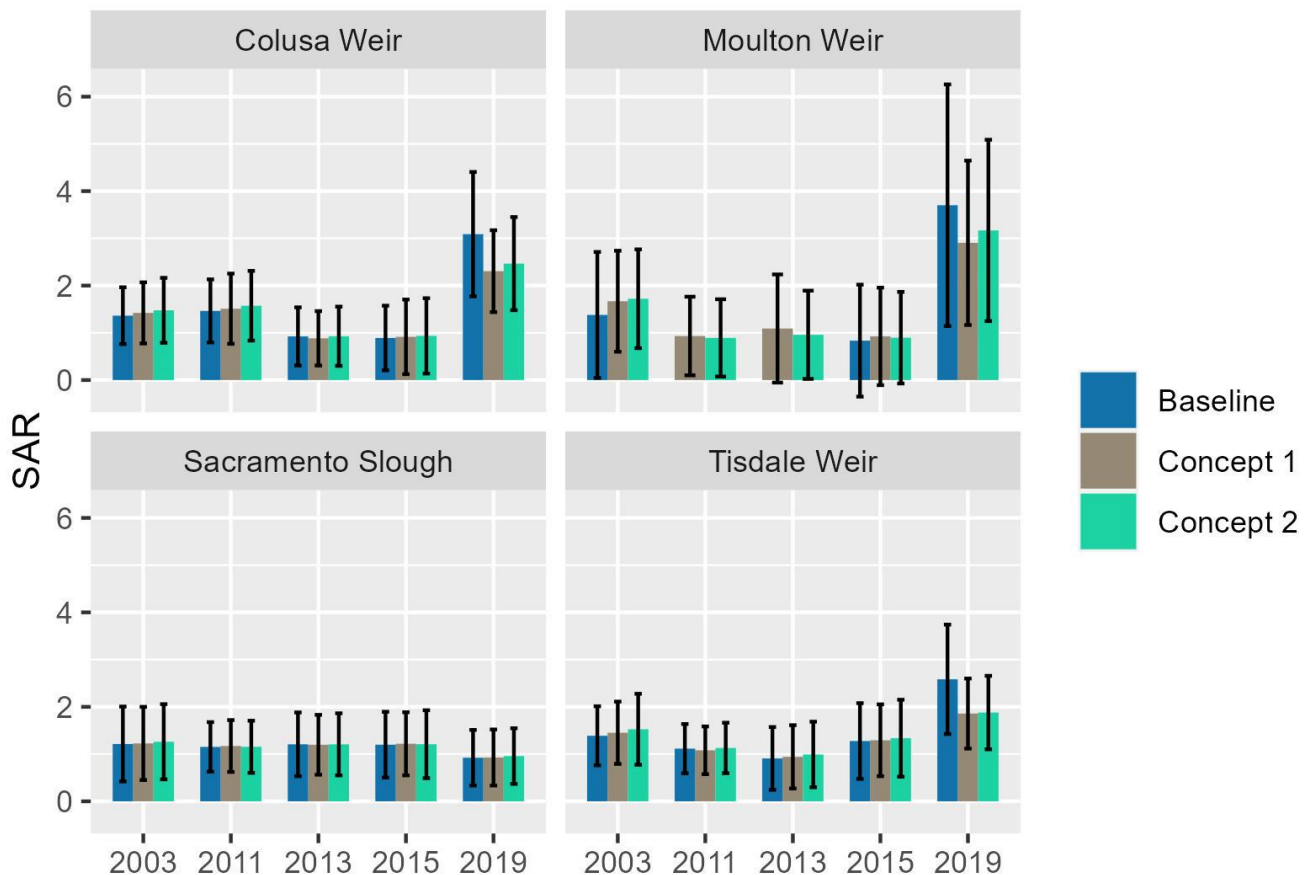 Colusa Weir
Moulton Weir
6
4
2
0
SAR
Sacramento Slough
Tisdale Weir
6
4
2
0
2003 2011 2013 2015 2019
2003 2011 2013 2015 2019
Baseline
Concept 1
Concept 2